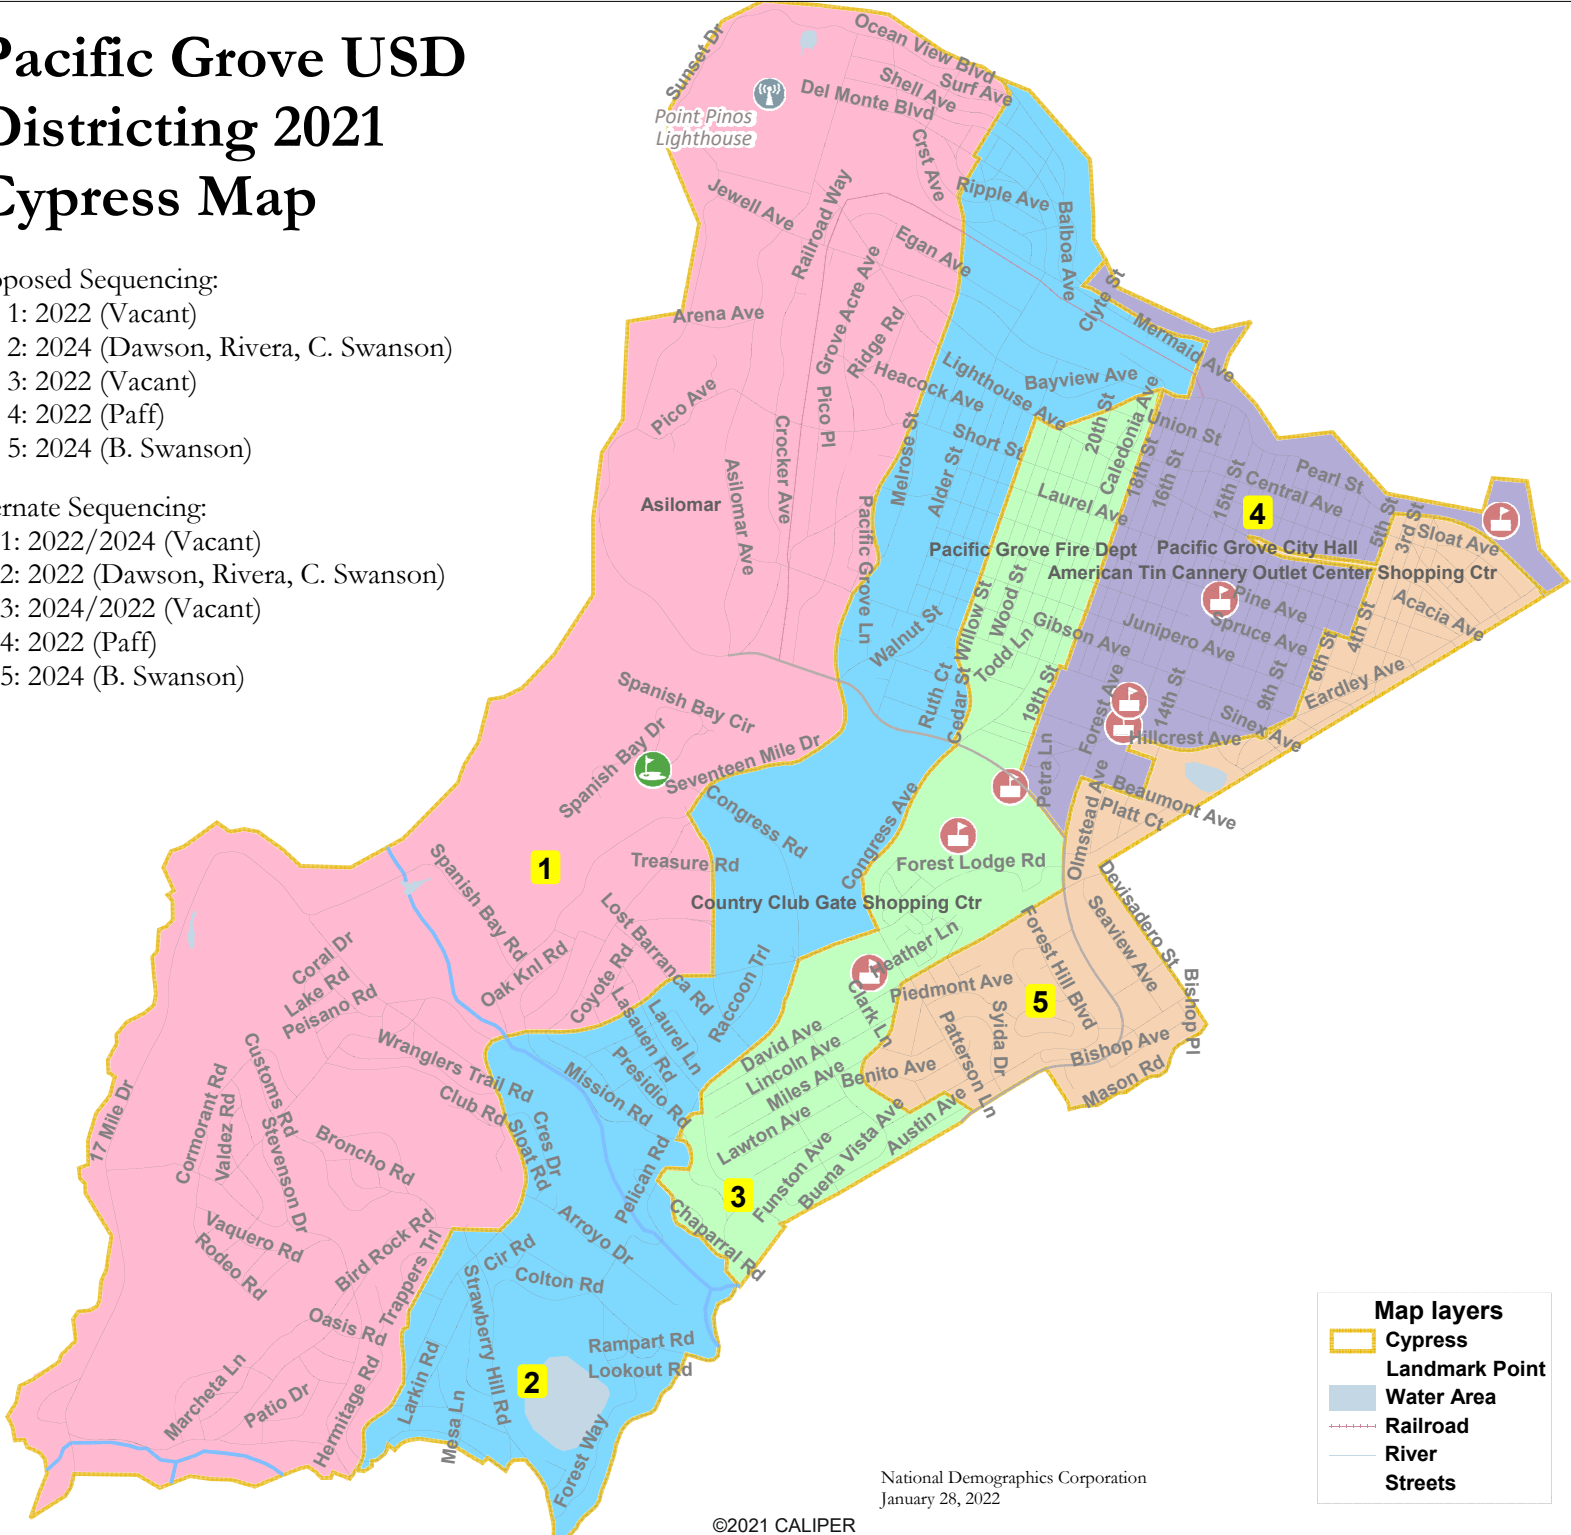 Pacific Grove USD
Districting 2021
Cypress Map
posed Sequencing:
1: 2022 (Vacant)
2: 2024 (Dawson, Rivera, C. Swanson)
3: 2022 (Vacant)
4: 2022 (Paff)
5: 2024 (B. Swanson)
ernate Sequencing:
1: 2022/2024 (Vacant)
2: 2022 (Dawson, Rivera, C. Swanson)
3: 2024/2022 (Vacant)
4: 2022 (Paff)
5: 2024 (B. Swanson)
Sunset Dr
Ocean View Blvd
Shell Ave
Surf Ave
Del Monte Blvd
Point Pinos
Lighthouse
Crst Ave
Jewell Ave
Railroad Way
Ripple Ave
Balboa Ave
Egan Ave
Clyte St
Mermaid Ave
Arena Ave
Grove Acre Ave
Ridge Rd
Heacock Ave
Lighthouse Ave
Bayview Ave
Pico Ave
Pico Pl
Crocker Ave
Melrose St
Short St
20th St
Caledonia Ave
Union St
Alder St
18th St
16th St
15th St
Pearl St
Central Ave
Asilomar
Asilomar Ave
Laurel Ave
4
5th St
3rd St
Sloat Ave
Pacific Grove Ln
Pacific Grove Fire Dept
Pacific Grove City Hall
American Tin Cannery Outlet Center Shopping Ctr
Willow St
Wood St
Pine Ave
Acacia Ave
Walnut St
Todd Ln
Gibson Ave
Junipero Ave
Spruce Ave
4th St
6th St
Ruth Ct
Cedar St
19th St
Forest Ave
14th St
9th St
Eardley Ave
Spanish Bay Cir
Spanish Bay Dr
Seventeen Mile Dr
Hillcrest Ave
Sinex Ave
Petra Ln
Olmstead Ave
Beaumont Ave
Platt Ct
Congress Rd
Congress Ave
1
Treasure Rd
Forest Lodge Rd
Spanish Bay Rd
Country Club Gate Shopping Ctr
Devisadero St
Lost Barranca Rd
Seaview Ave
Forest Hill Blvd
Heather Ln
Coral Dr
Lake Rd
Peisano Rd
Oak Knl Rd
Coyote Rd
Raccoon Trl
Clark Ln
Piedmont Ave
5
Bishop Pl
Lasauen Rd
Laurel Ln
Syida Dr
Patterson Ln
Bishop Ave
Customs Rd
Wranglers Trail Rd
Presidio Rd
David Ave
Lincoln Ave
Miles Ave
Benito Ave
Mason Rd
17 Mile Dr
Cormorant Rd
Valdez Rd
Club Rd
Mission Rd
Lawton Ave
Austin Ave
Stevenson Dr
Broncho Rd
Sloat Rd
Cres Dr
Pelican Rd
3
Funston Ave
Buena Vista Ave
Vaquero Rd
Rodeo Rd
Bird Rock Rd
Trappers Trl
Arroyo Dr
Chaparral Rd
Cir Rd
Colton Rd
Oasis Rd
Strawberry Hill Rd
Rampart Rd
Lookout Rd
2
Marcheta Ln
Patio Dr
Hermitage Rd
Larkin Rd
Mesa Ln
Forest Way
Map layers
Cypress
Landmark Point
Water Area
Railroad
River
Streets
National Demographics Corporation
January 28, 2022
©2021 CALIPER